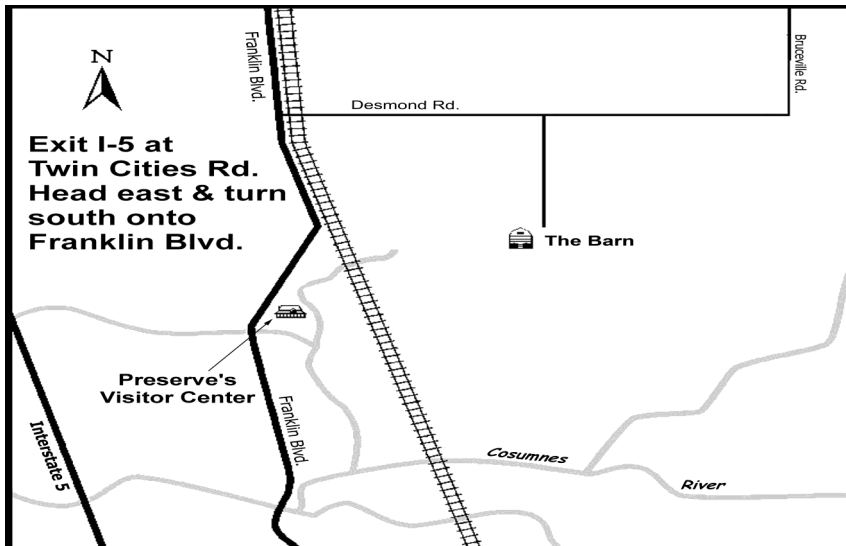 N
Exit I-5 at
Twin Cities Rd.
Head east & turn
south onto
Franklin Blvd.
Franklin Blvd.
Desmond Rd.
Bruceville Rd.
The Barn
Preserve's
Visitor Center
Franklin Blvd.
Interstate 5
Cosumnes
River